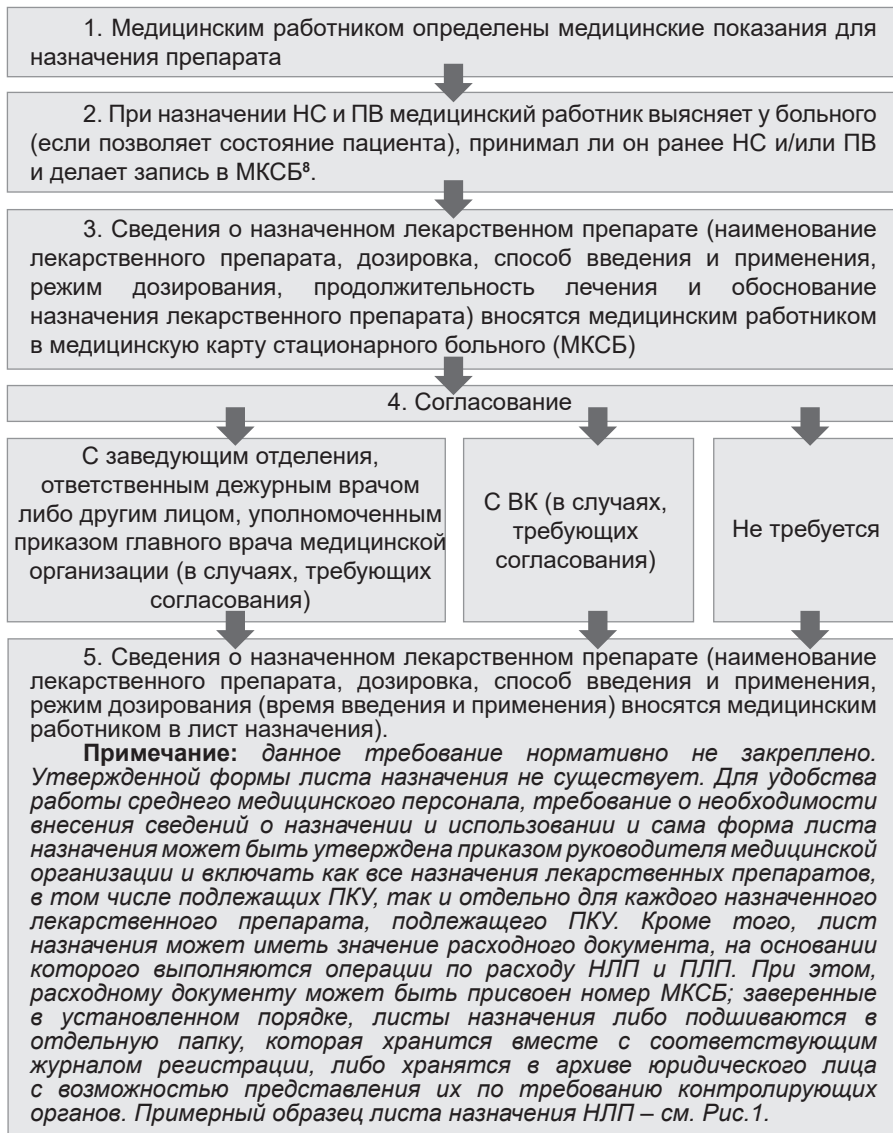 1. Медицинским работником определены медицинские показания для
назначения препарата
2. При назначении НС и ПВ медицинский работник выясняет у больного
(если позволяет состояние пациента), принимал ли он ранее НС и/или ПВ
и делает запись в МКСБ⁸.
3. Сведения о назначенном лекарственном препарате (наименование
лекарственного препарата, дозировка, способ введения и применения,
режим дозирования, продолжительность лечения и обоснование
назначения лекарственного препарата) вносятся медицинским работником
в медицинскую карту стационарного больного (МКСБ)
4. Согласование
С заведующим отделения,
ответственным дежурным врачом
либо другим лицом, уполномоченным
приказом главного врача медицинской
организации (в случаях, требующих
согласования)
С ВК (в случаях,
требующих
согласования)
Не требуется
5. Сведения о назначенном лекарственном препарате (наименование
лекарственного препарата, дозировка, способ введения и применения,
режим дозирования (время введения и применения) вносятся медицинским
работником в лист назначения).
Примечание: данное требование нормативно не закреплено.
Утвержденной формы листа назначения не существует. Для удобства
работы среднего медицинского персонала, требование о необходимости
внесения сведений о назначении и использовании и сама форма листа
назначения может быть утверждена приказом руководителя медицинской
организации и включать как все назначения лекарственных препаратов,
в том числе подлежащих ПКУ, так и отдельно для каждого назначенного
лекарственного препарата, подлежащего ПКУ. Кроме того, лист
назначения может иметь значение расходного документа, на основании
которого выполняются операции по расходу НЛП и ПЛП. При этом,
расходному документу может быть присвоен номер МКСБ; заверенные
в установленном порядке, листы назначения либо подшиваются в
отдельную папку, которая хранится вместе с соответствующим
журналом регистрации, либо хранятся в архиве юридического лица
с возможностью представления их по требованию контролирующих
органов. Примерный образец листа назначения НЛП – см. Рис.1.